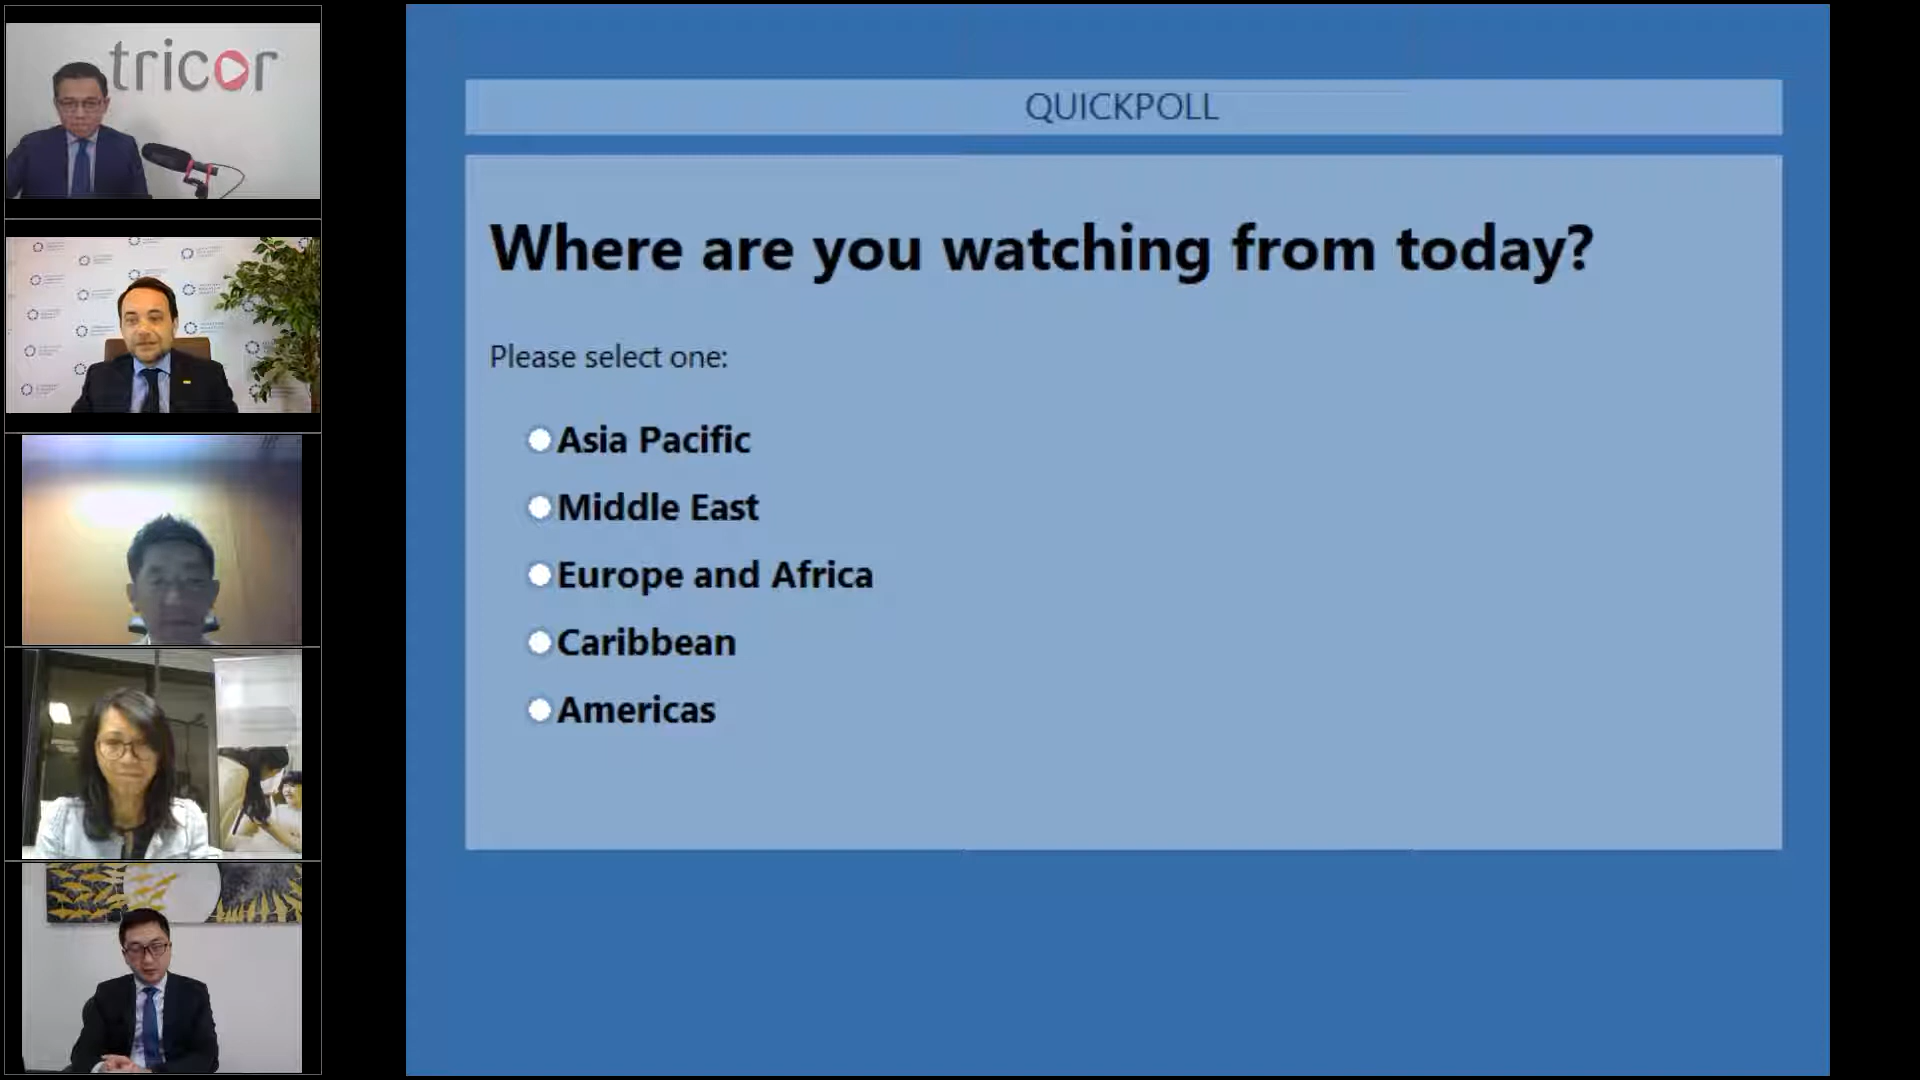 tricor
QUICKPOLL
Where are you watching from today?
Please select one:
Asia Pacific
Middle East
Europe and Africa
Caribbean
Americas